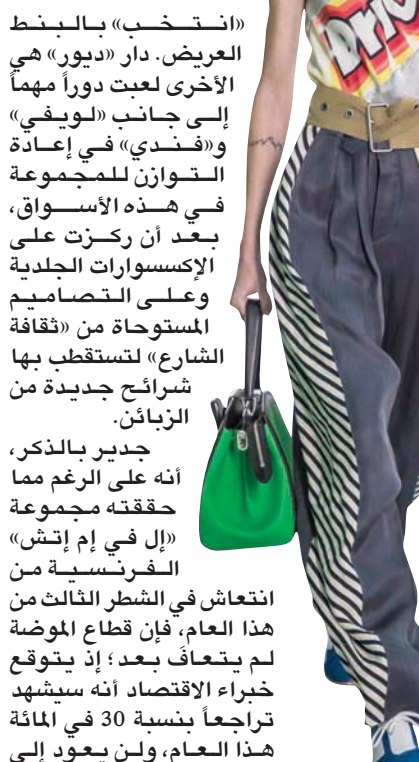 «انتخب» بالبنط
العريض. دار «ديور» هي
الأخرى لعبت دوراً مهماً
إلى جانب «لويفي»
و«فندي» في إعادة
التوازن للمجموعة
في هذه الأسواق،
بعد أن ركزت على
الإكسسوارات الجلدية
وعلى التصاميم
المستوحاة من «ثقافة
الشارع» لتستقطب بها
شرائح جديدة من
الزبائن.
جدير بالذكر،
أنه على الرغم مما
حققته مجموعة
«إل في إم إتش»
الفرنسية من
انتعاش في الشطر الثالث من
هذا العام، فإن قطاع الموضة
لم يتعافَ بعد؛ إذ يتوقع
خبراء الاقتصاد أنه سيشهد
تراجعاً بنسبة 30 في المائة
هذا العام، ولن يعود إلى